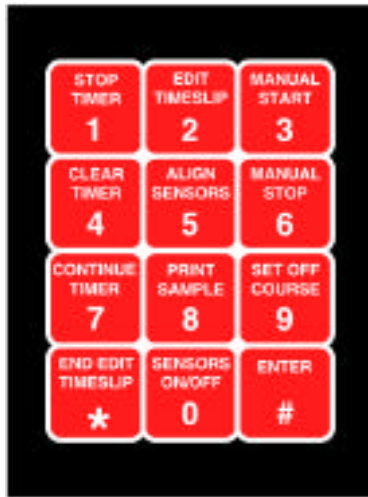 STOP
TIMER
1
EDIT
TIMESLIP
2
MANUAL
START
3
CLEAR
TIMER
4
ALIGN
SENSORS
5
MANUAL
STOP
6
CONTINUE
TIMER
7
PRINT
SAMPLE
8
SET OFF
COURSE
9
END EDIT
TIMESLIP
*
SENSORS
ON/OFF
0
ENTER
#